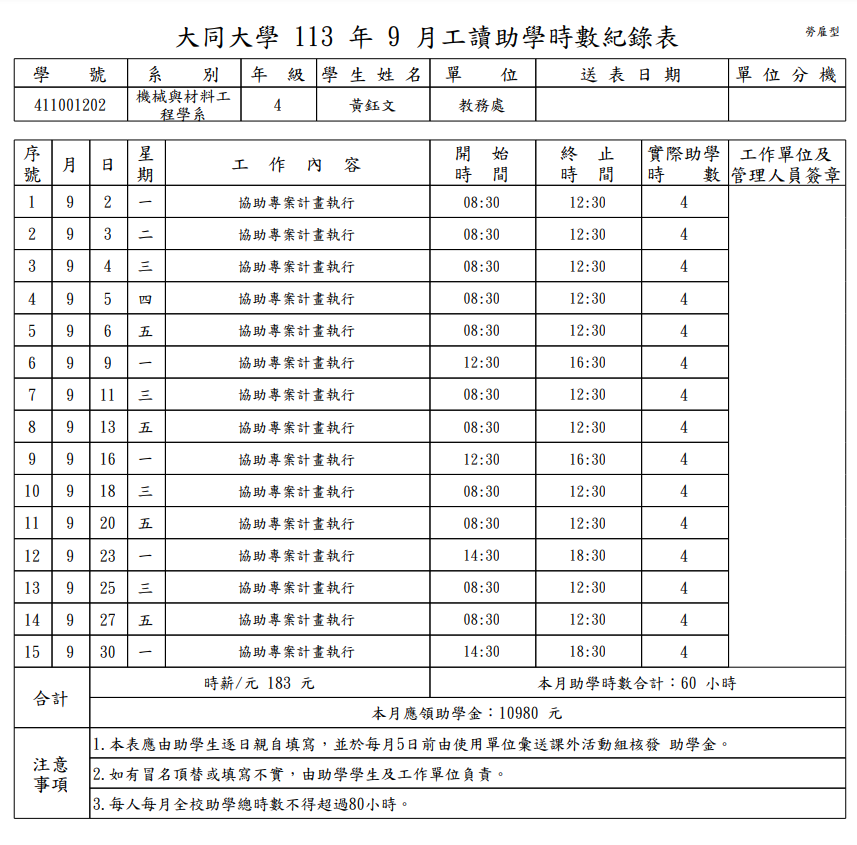 大同大學 113 年 9 月工讀助學時數紀錄表
勞雇型
學 號 系 別 年 級 學 生 姓 名 單 位 送 表 日 期 單 位 分 機
411001202 機械與材料工程學系 4 黃鈺文 教務處
序號 月 日 星期 工 作 內 容 開 始 時 間 終 止 時 間 實際助學時 數 工作單位及管理人員簽章
1 9 2 一 協助專案計畫執行 08:30 12:30 4
2 9 3 二 協助專案計畫執行 08:30 12:30 4
3 9 4 三 協助專案計畫執行 08:30 12:30 4
4 9 5 四 協助專案計畫執行 08:30 12:30 4
5 9 6 五 協助專案計畫執行 08:30 12:30 4
6 9 9 一 協助專案計畫執行 12:30 16:30 4
7 9 11 三 協助專案計畫執行 08:30 12:30 4
8 9 13 五 協助專案計畫執行 08:30 12:30 4
9 9 16 一 協助專案計畫執行 12:30 16:30 4
10 9 18 三 協助專案計畫執行 08:30 12:30 4
11 9 20 五 協助專案計畫執行 08:30 12:30 4
12 9 23 一 協助專案計畫執行 14:30 18:30 4
13 9 25 三 協助專案計畫執行 08:30 12:30 4
14 9 27 五 協助專案計畫執行 08:30 12:30 4
15 9 30 一 協助專案計畫執行 14:30 18:30 4
合計
時薪/元 183 元 本月助學時數合計：60 小時
本月應領助學金：10980 元
注意事項
1.本表應由助學生逐日親自填寫，並於每月5日前由使用單位彙送課外活動組核發 助學金。
2.如有冒名頂替或填寫不實，由助學學生及工作單位負責。
3.每人每月全校助學總時數不得超過80小時。